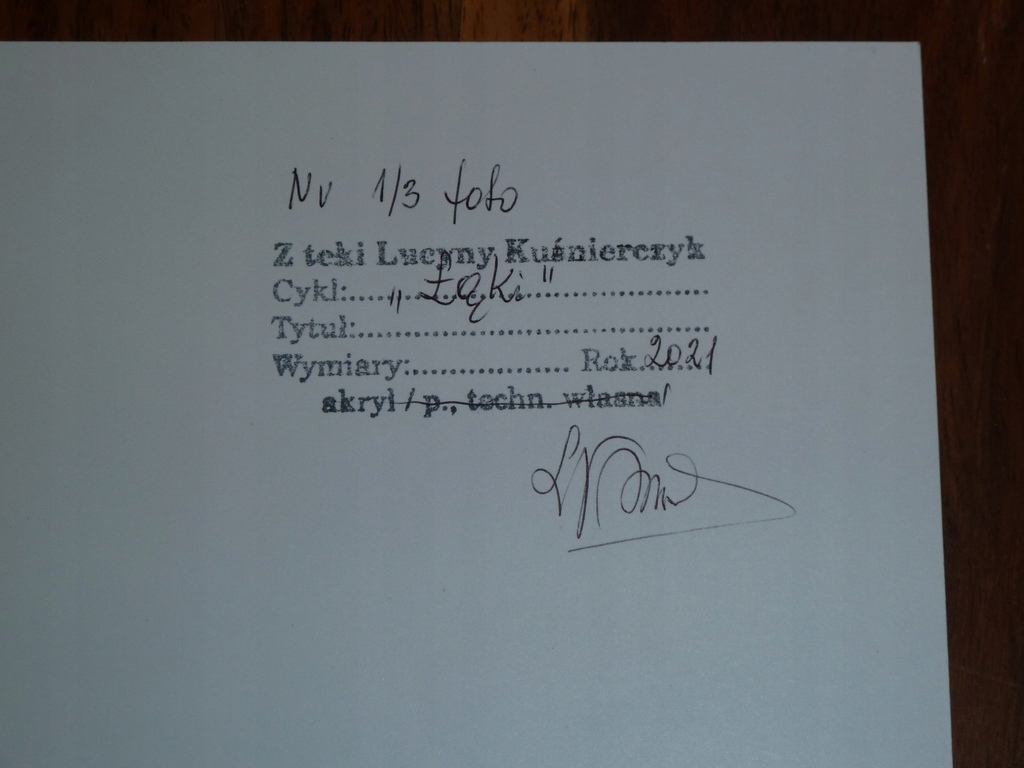 Nr 1/3 foto
Z teki Lucyny Kuśnierczyk
Cykl:..... „Łąki” ....................
Tytuł:.......................................
Wymiary:.................. Rok 2021
akryl / p., techn. własna/